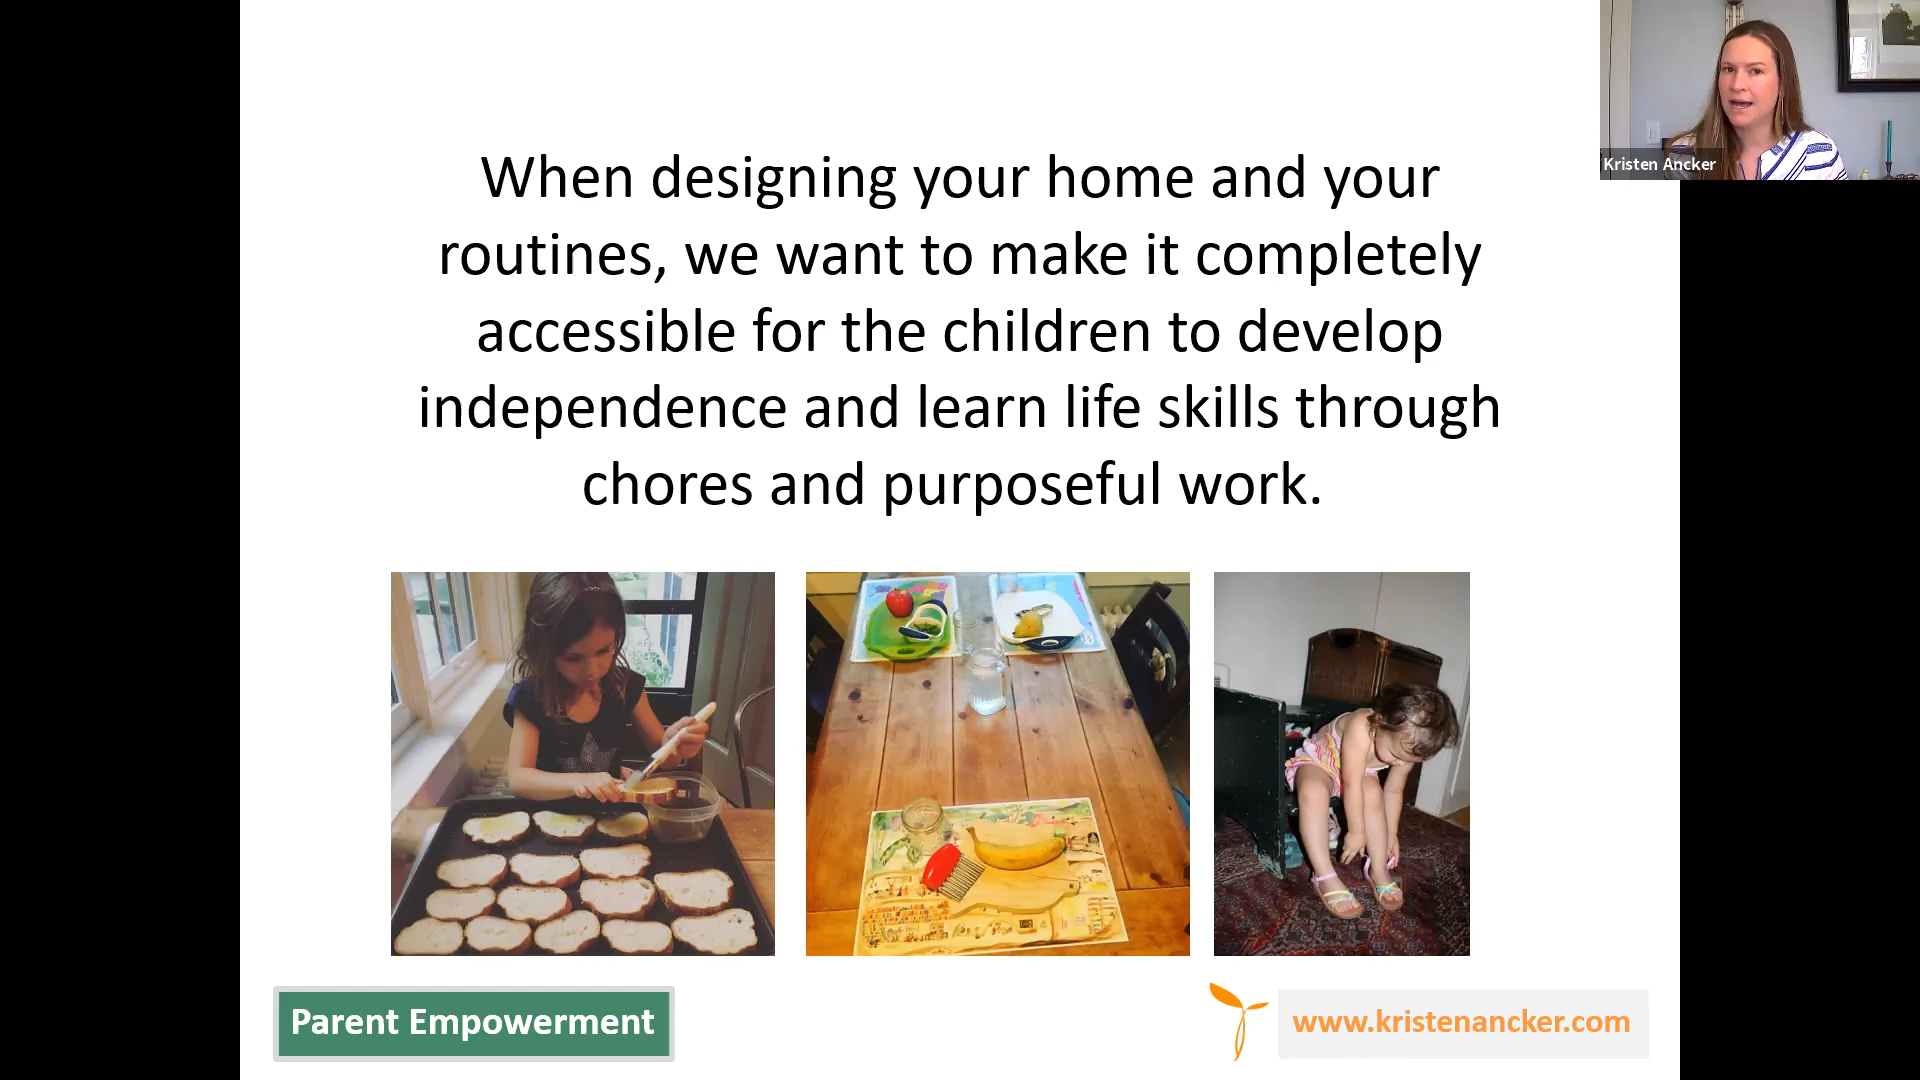 Kristen Ancker
When designing your home and your
routines, we want to make it completely
accessible for the children to develop
independence and learn life skills through
chores and purposeful work.
Parent Empowerment
www.kristenancker.com